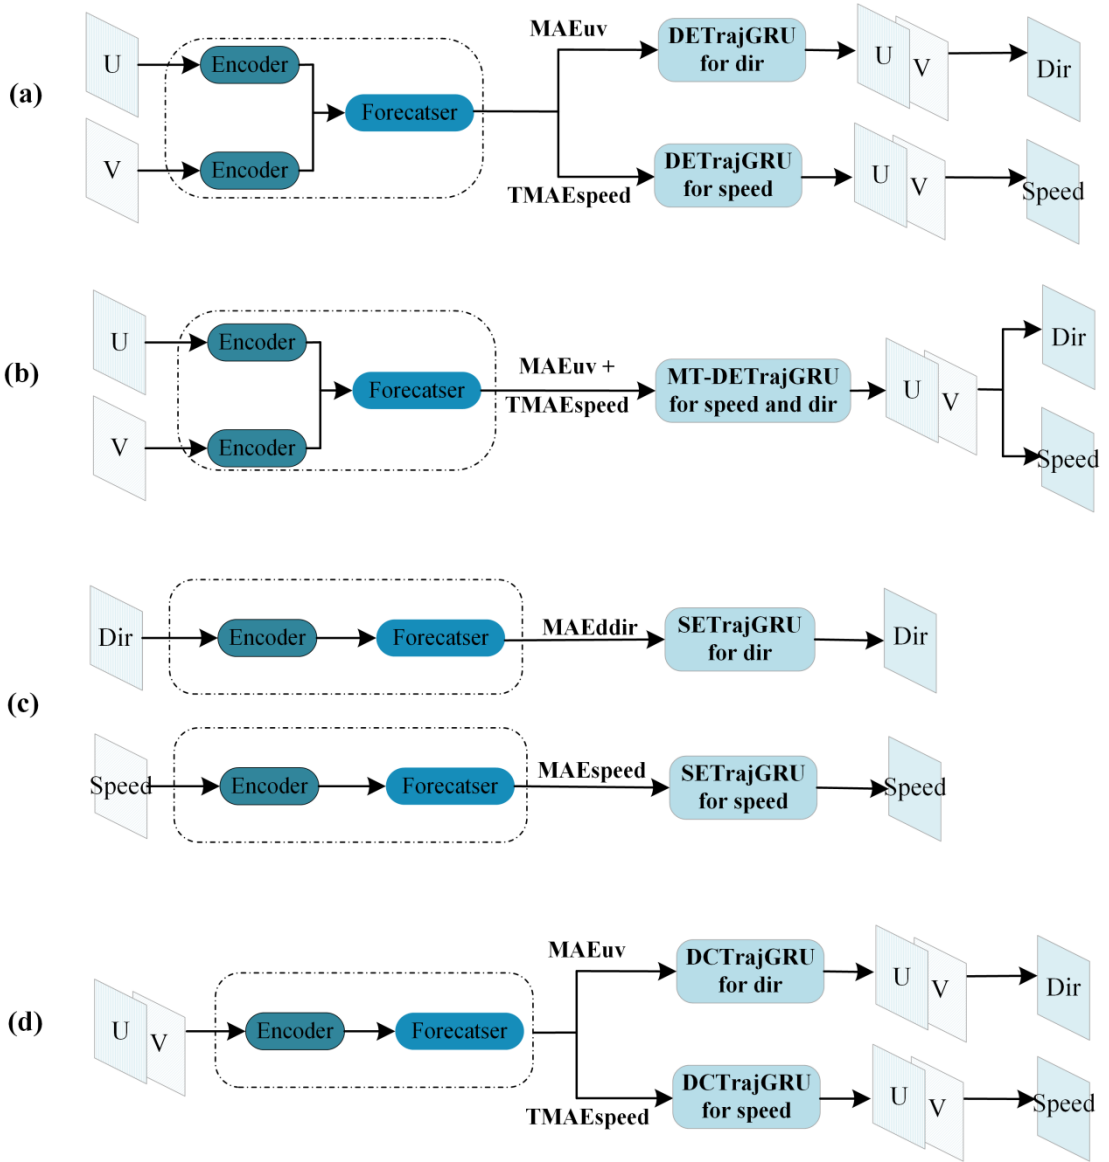 (a)
U
V
Encoder
Encoder
Forecatser
MAEuv
TMAEspeed
DETrajGRU
for dir
DETrajGRU
for speed
U
V
Dir
U
V
Speed
(b)
U
V
Encoder
Encoder
Forecatser
MAEuv +
TMAEspeed
MT-DETrajGRU
for speed and dir
U
V
Dir
Speed
(c)
Dir
Encoder
Forecatser
MAEddir
SETrajGRU
for dir
Dir
Speed
Encoder
Forecatser
MAEspeed
SETrajGRU
for speed
Speed
(d)
U
V
Encoder
Forecatser
MAEuv
TMAEspeed
DCTrajGRU
for dir
DCTrajGRU
for speed
U
V
Dir
U
V
Speed